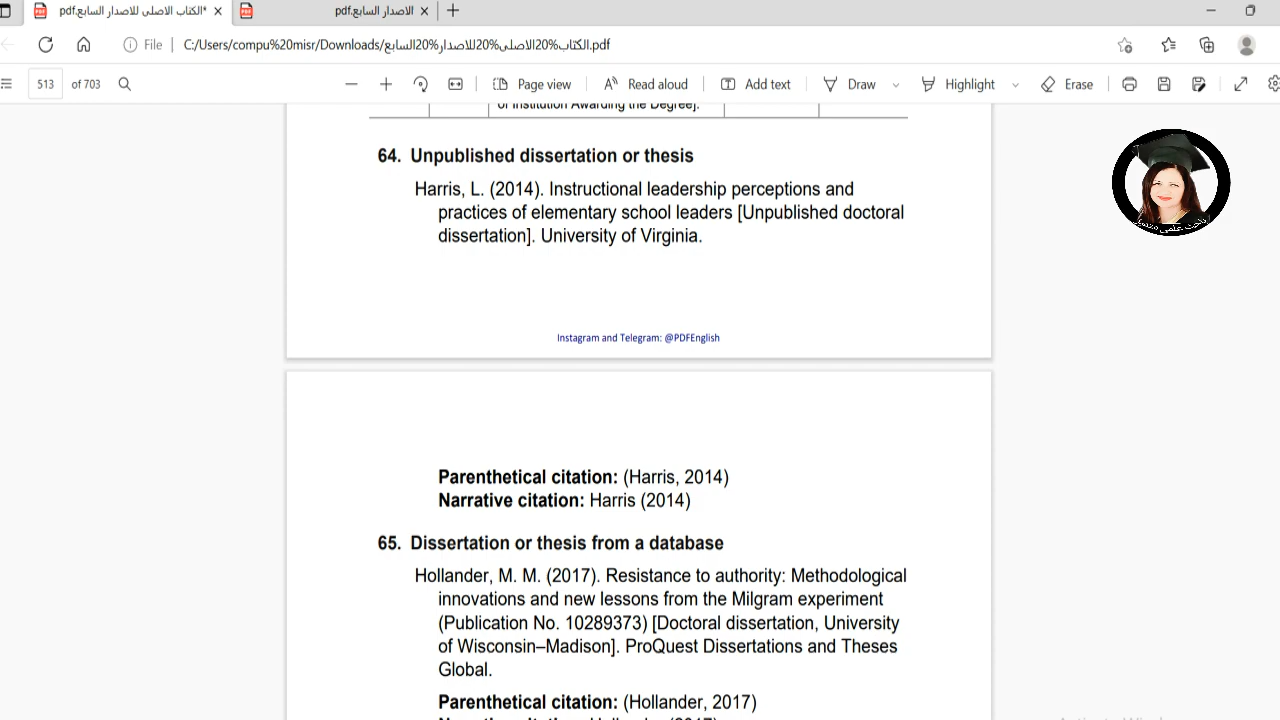 الكتاب الاصلى للاصدار السابع.pdf*
الاصدار السابع.pdf
File
C:/Users/compu%20misr/Downloads/الكتاب%20الاصلى%20للاصدار%20السابع.pdf
513 of 703
Page view
Read aloud
Add text
Draw
Highlight
Erase
of Institution Awarding the Degree].
64. Unpublished dissertation or thesis
Harris, L. (2014). Instructional leadership perceptions and
practices of elementary school leaders [Unpublished doctoral
dissertation]. University of Virginia.
Instagram and Telegram: @PDFEnglish
Parenthetical citation: (Harris, 2014)
Narrative citation: Harris (2014)
65. Dissertation or thesis from a database
Hollander, M. M. (2017). Resistance to authority: Methodological
innovations and new lessons from the Milgram experiment
(Publication No. 10289373) [Doctoral dissertation, University
of Wisconsin–Madison]. ProQuest Dissertations and Theses
Global.
Parenthetical citation: (Hollander, 2017)